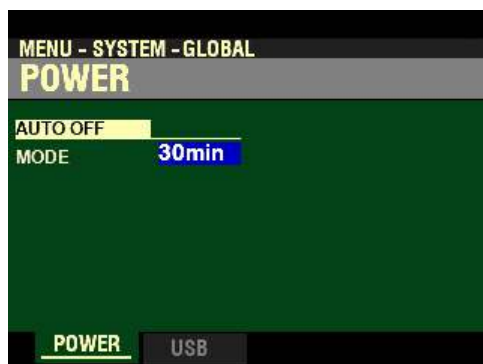 MENU - SYSTEM - GLOBAL
POWER
AUTO OFF
MODE 30min
POWER USB